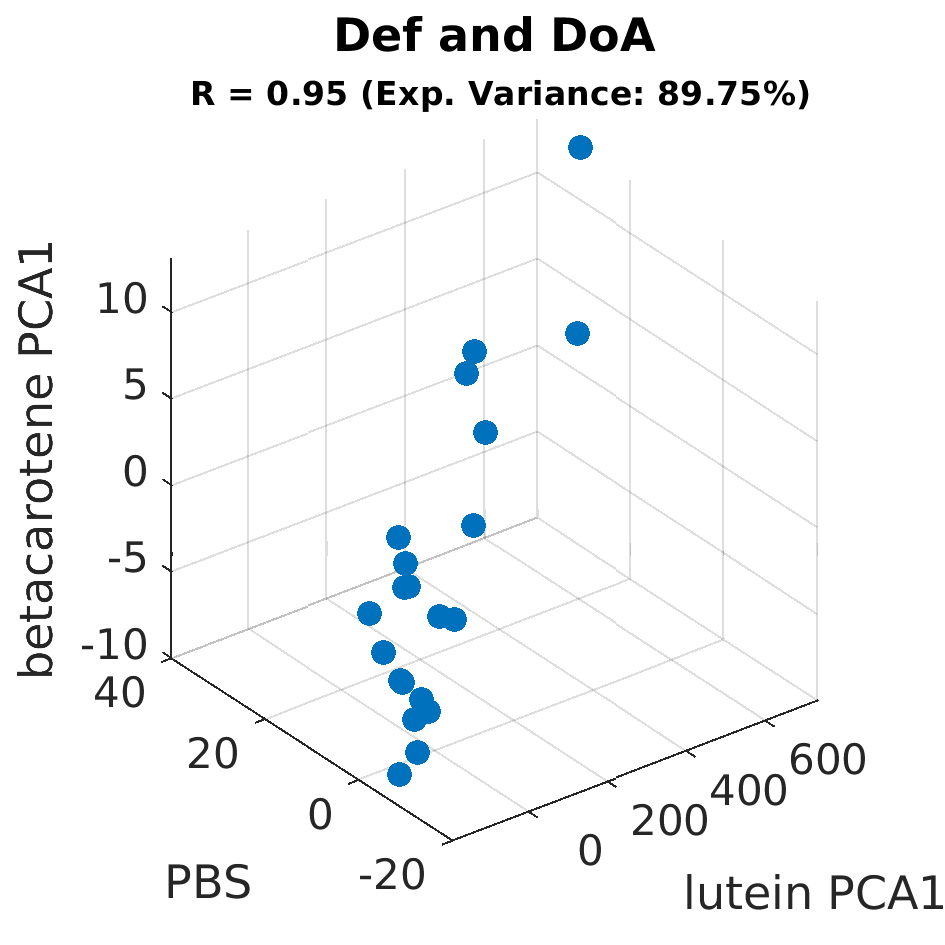 Def and DoA
R = 0.95 (Exp. Variance: 89.75%)
betacarotene PCA1
10
5
0
-5
-10
40
20
0
-20
PBS
0
200
400
600
lutein PCA1